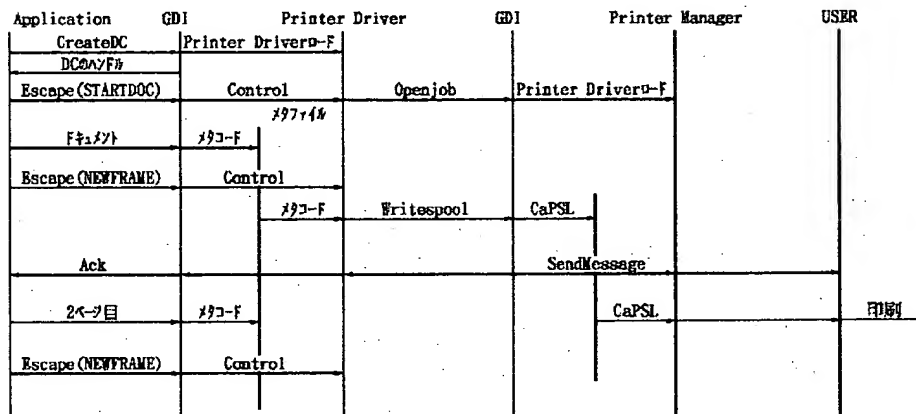 Application GDI Printer Driver GDI Printer Manager USER
CreateDC Printer Driverロード
DCのハンドル
Escape(STARTDOC) Control Openjob Printer Driverロード
メタファイル
ドキュメント メタコード
Escape(NEWFRAME) Control
メタコード Writespool CaPSL
Ack SendMessage
2ページ目 メタコード CaPSL 印刷
Escape(NEWFRAME) Control